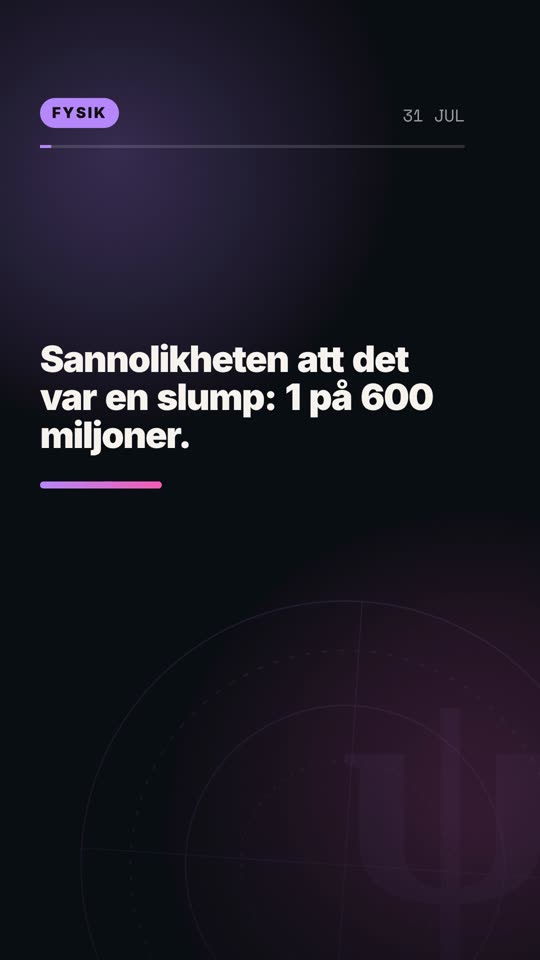 FYSIK
31 JUL
Sannolikheten att det
var en slump: 1 på 600
miljoner.
ψ